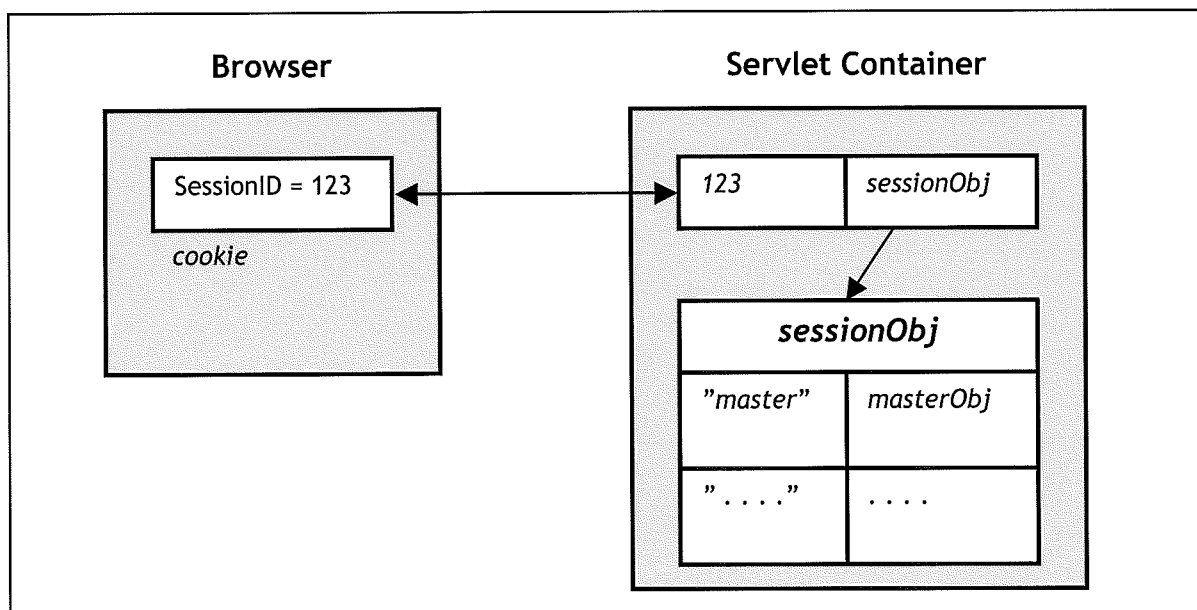 Browser
Servlet Container
SessionID = 123
cookie
123
sessionObj
sessionObj
”master”
masterObj
” . . . .”
. . . .